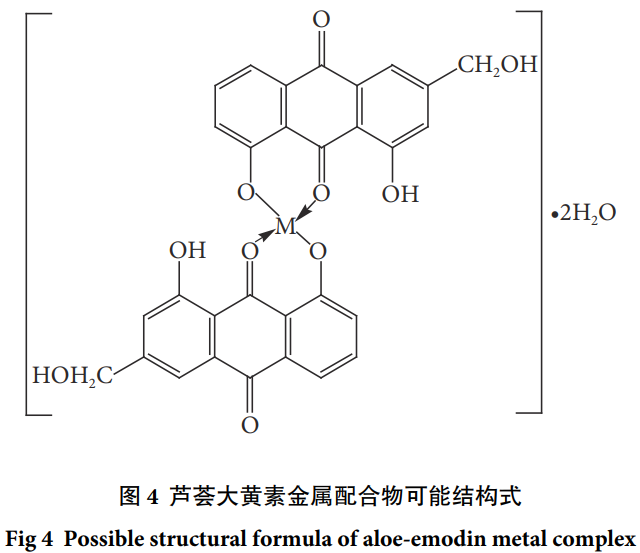 O
CH₂OH
O
O
OH
M
•2H₂O
OH
O
O
HOH₂C
O
图 4 芦荟大黄素金属配合物可能结构式
Fig 4 Possible structural formula of aloe-emodin metal complex